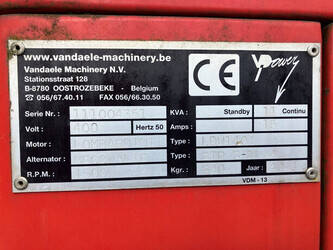 www.vandaele-machinery.be
Vandaele Machinery N.V.
Stationsstraat 128
B-8780 OOSTROZEBEKE - Belgium
✆ 056/67.40.11 FAX 056/66.30.50
CE
Power
Serie Nr. : KVA : Standby 11 Continu
Volt : 400 Hertz 50 Amps :
Motor : Type :
Alternator : Type :
R.P.M. Kgr. Jaar :
VDM - 13